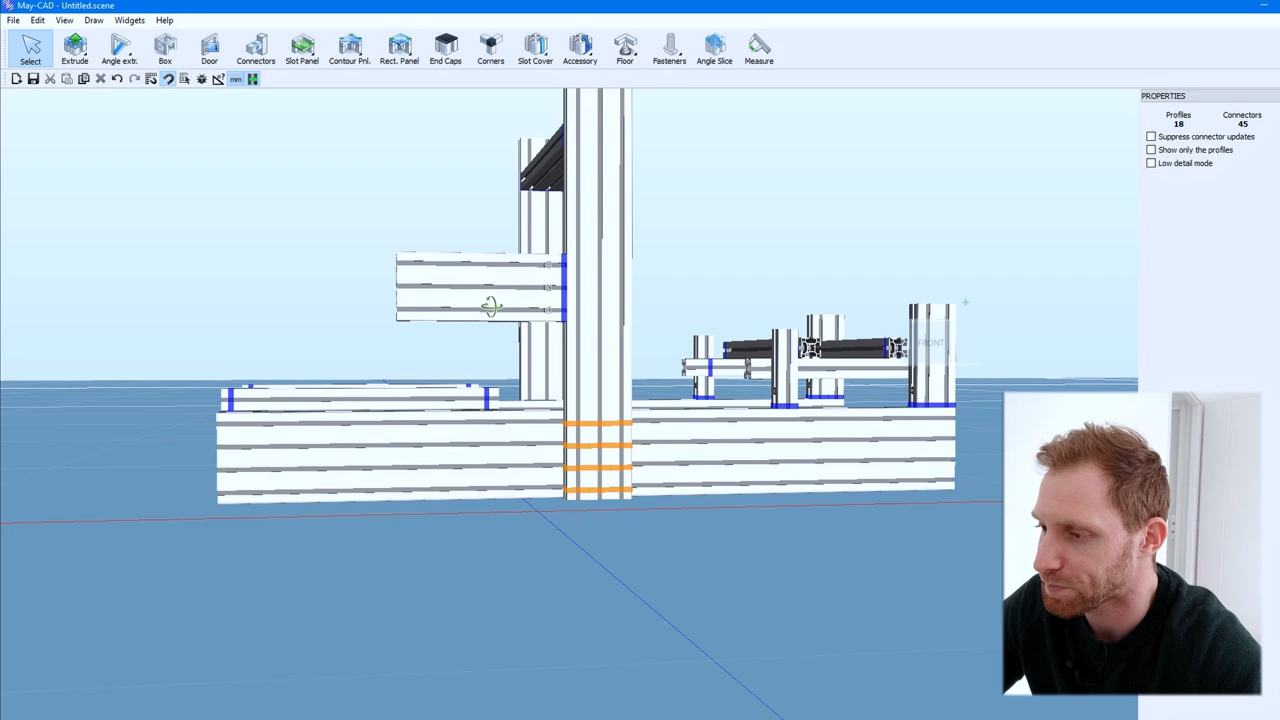 May-CAD - Untitled.scene
File Edit View Draw Widgets Help
Select Extrude Angle extr. Box Door Connectors Slot Panel Contour Pnl. Rect. Panel End Caps Corners Slot Cover Accessory Floor Fasteners Angle Slice Measure
mm
PROPERTIES
Profiles Connectors
18 45
Suppress connector updates
Show only the profiles
Low detail mode
FRONT